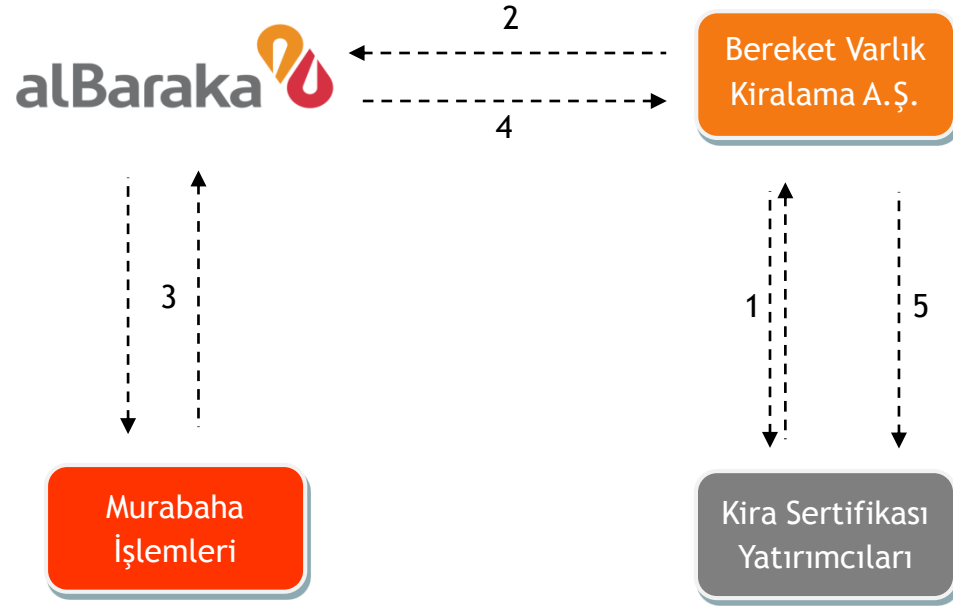 2
alBaraka
Bereket Varlık
Kiralama A.Ş.
4
3
1
5
Murabaha
İşlemleri
Kira Sertifikası
Yatırımcıları